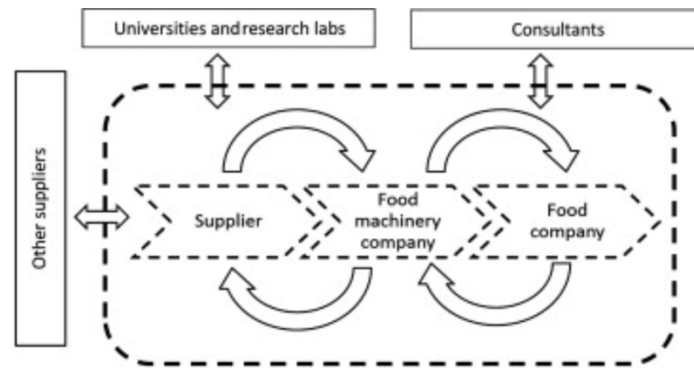 Universities and research labs
Consultants
Other suppliers
Supplier
Food
machinery
company
Food
company